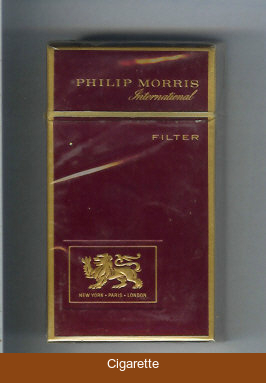 PHILIP MORRIS
International
FILTER
NEW YORK · PARIS · LONDON
Cigarette